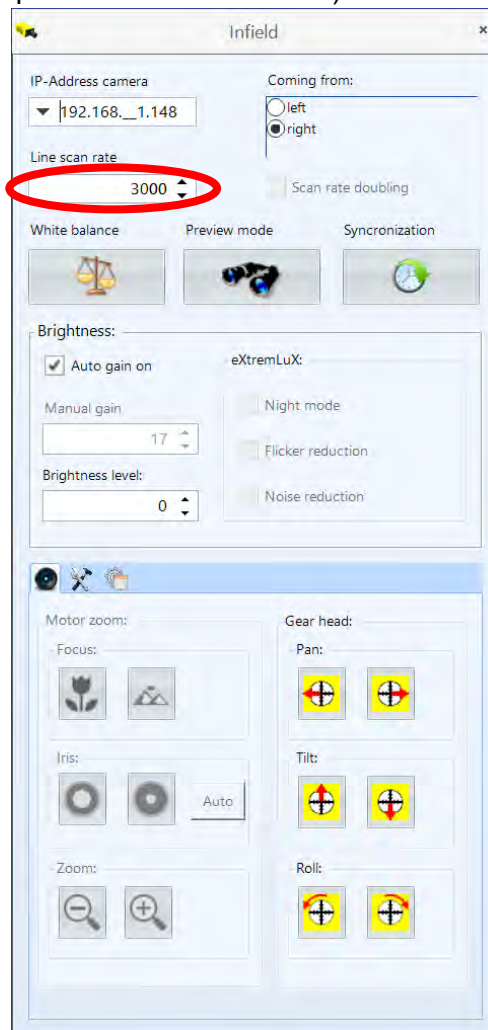 Infield
IP-Address camera
Coming from:
192.168.__1.148
left
right
Line scan rate
3000
Scan rate doubling
White balance
Preview mode
Syncronization
Brightness:
Auto gain on
eXtremLuX:
Manual gain
Night mode
17
Flicker reduction
Brightness level:
Noise reduction
0
Motor zoom:
Gear head:
Focus:
Pan:
Iris:
Tilt:
Auto
Zoom:
Roll: